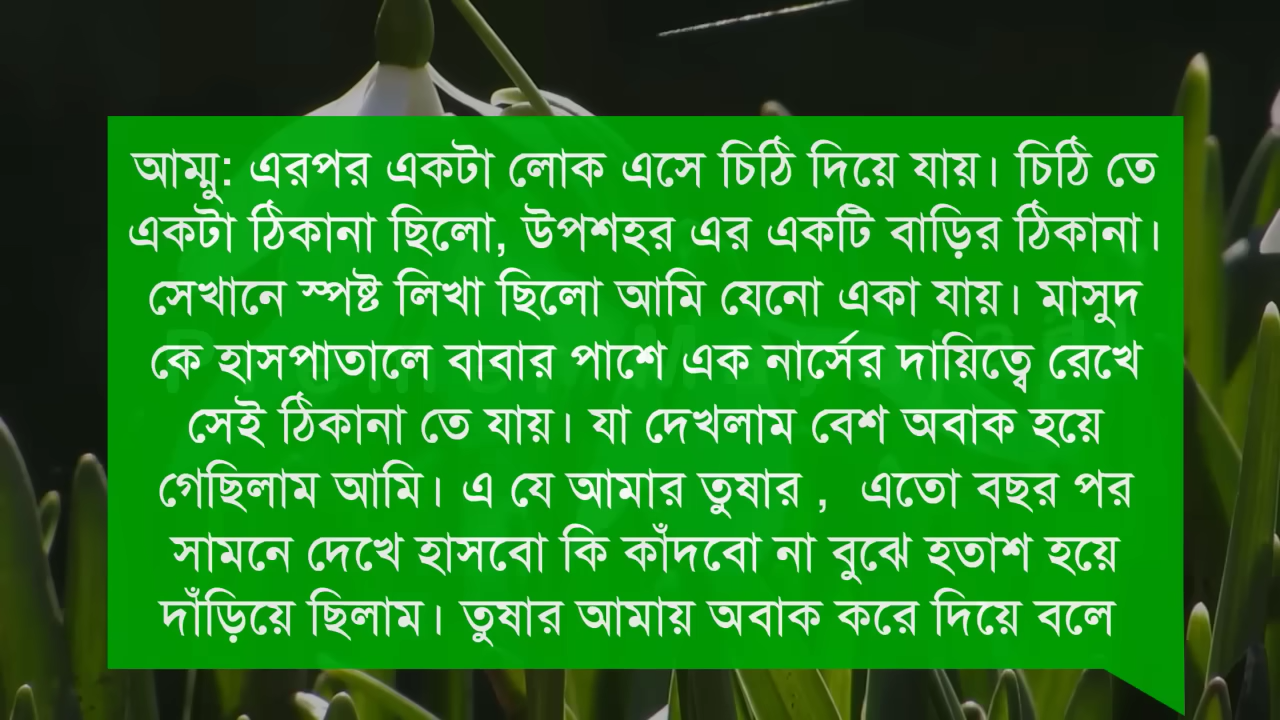 আম্মু: এরপর একটা লোক এসে চিঠি দিয়ে যায়। চিঠি তে
একটা ঠিকানা ছিলো, উপশহর এর একটি বাড়ির ঠিকানা।
সেখানে স্পষ্ট লিখা ছিলো আমি যেনো একা যায়। মাসুদ
কে হাসপাতালে বাবার পাশে এক নার্সের দায়িত্বে রেখে
সেই ঠিকানা তে যায়। যা দেখলাম বেশ অবাক হয়ে
গেছিলাম আমি। এ যে আমার তুষার , এতো বছর পর
সামনে দেখে হাসবো কি কাঁদবো না বুঝে হতাশ হয়ে
দাঁড়িয়ে ছিলাম। তুষার আমায় অবাক করে দিয়ে বলে